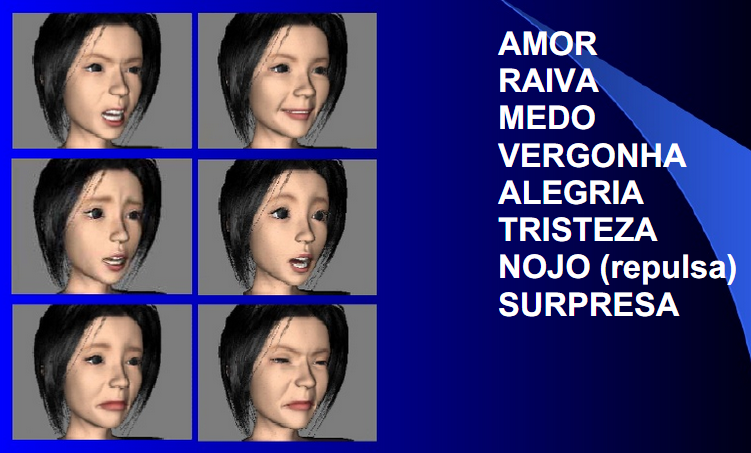 AMOR
RAIVA
MEDO
VERGONHA
ALEGRIA
TRISTEZA
NOJO (repulsa)
SURPRESA